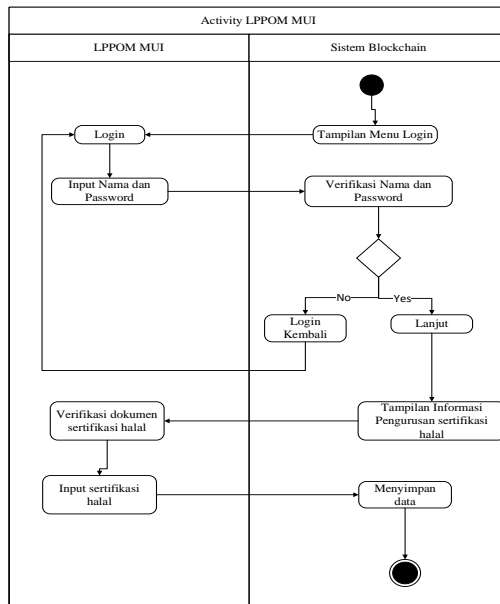 Activity LPPOM MUI
LPPOM MUI
Sistem Blockchain
Login
Tampilan Menu Login
Input Nama dan
Password
Verifikasi Nama dan
Password
No
Yes
Login
Kembali
Lanjut
Verifikasi dokumen
sertifikasi halal
Tampilan Informasi
Pengurusan sertifikasi
halal
Input sertifikasi
halal
Menyimpan
data